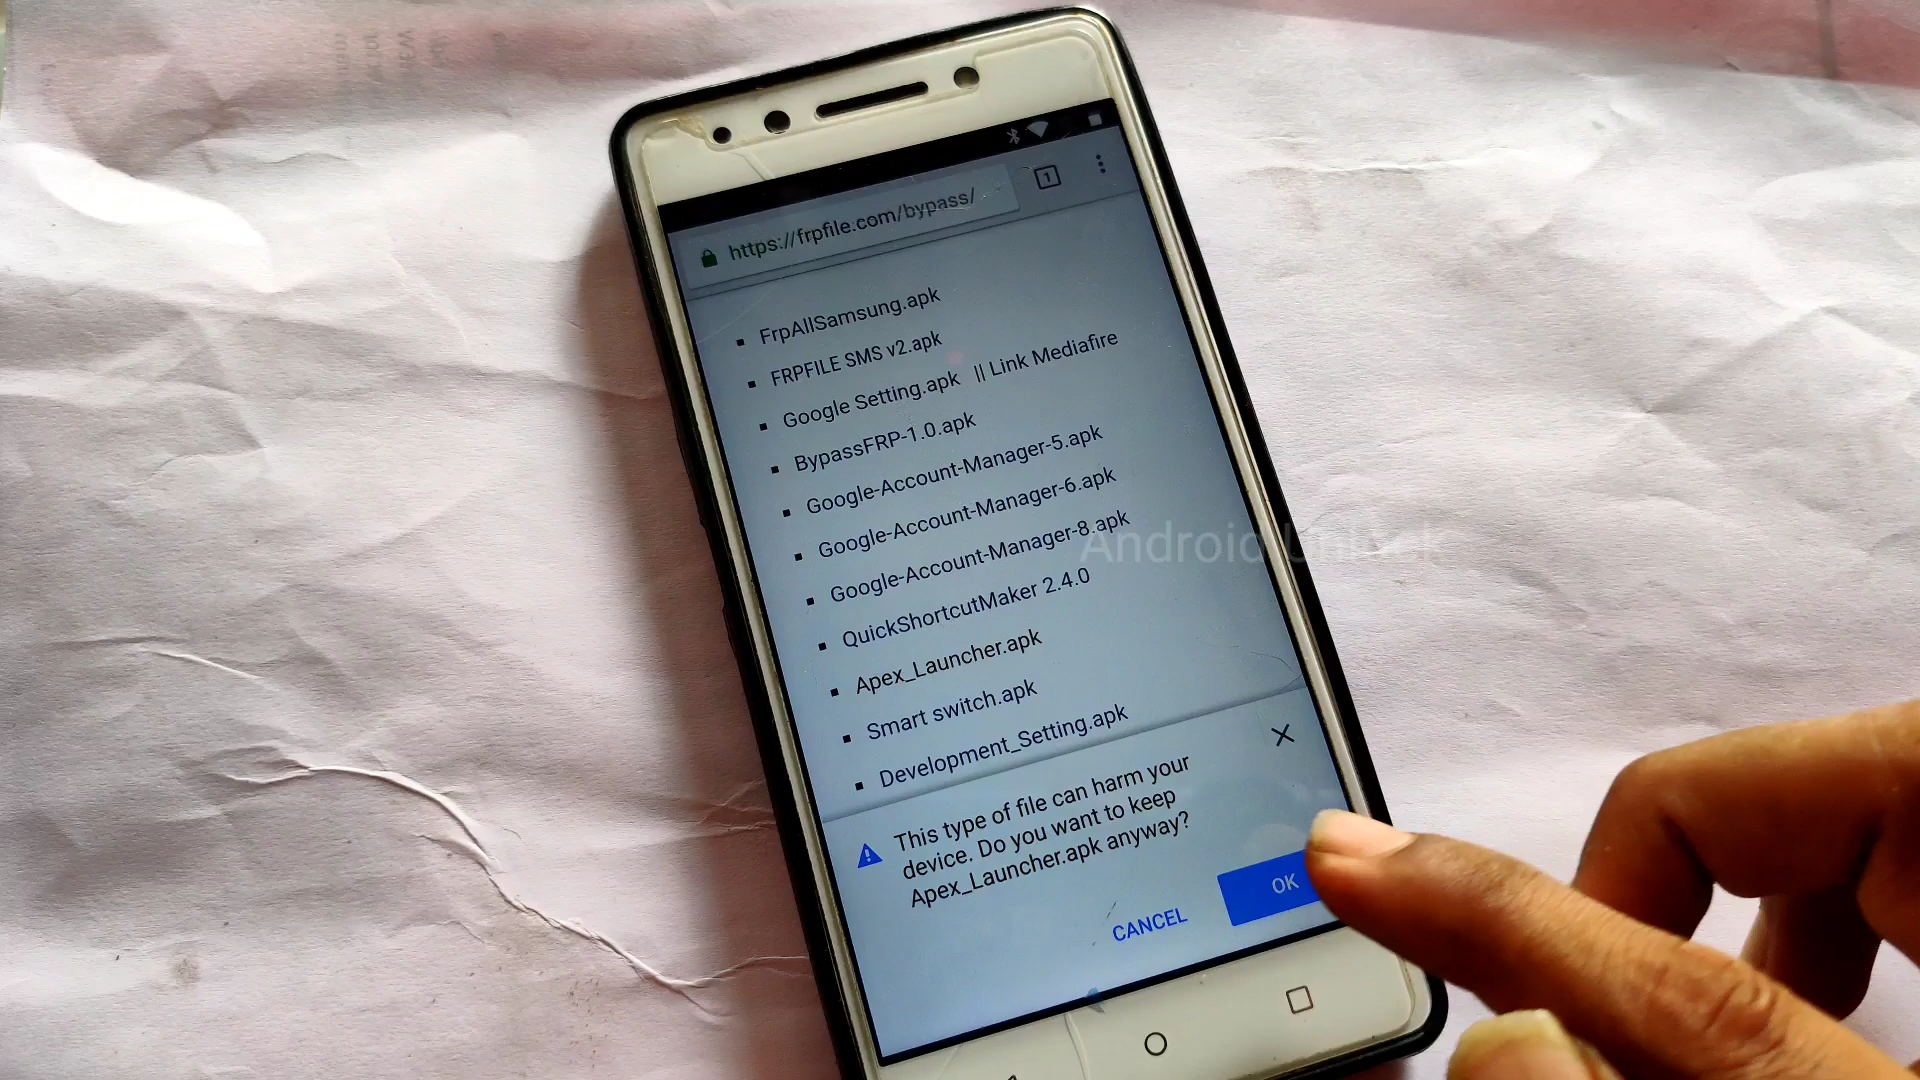 1
https://frpfile.com/bypass/
FrpAllSamsung.apk
FRPFILE SMS v2.apk
Google Setting.apk || Link Mediafire
BypassFRP-1.0.apk
Google-Account-Manager-5.apk
Google-Account-Manager-6.apk
Google-Account-Manager-8.apk
Android Unlock
QuickShortcutMaker 2.4.0
Apex_Launcher.apk
Smart switch.apk
Development_Setting.apk
This type of file can harm your
device. Do you want to keep
Apex_Launcher.apk anyway?
CANCEL
OK